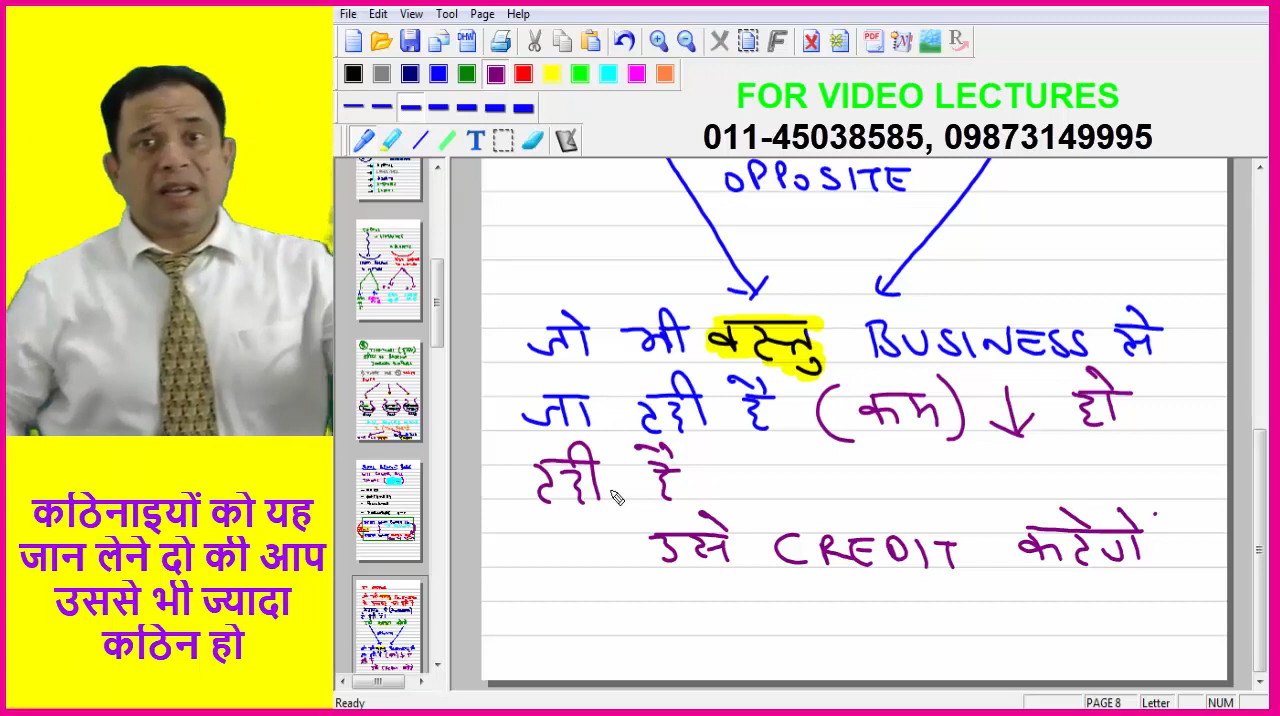 File Edit View Tool Page Help
FOR VIDEO LECTURES
011-45038585, 09873149995
OPPOSITE
जो भी वस्तु BUSINESS से
जा रही है (कम) ↓ हो
रही है
उसे CREDIT करेगे
कठिनाइयों को यह
जान लेने दो की आप
उससे भी ज्यादा
कठिन हो
Ready PAGE 8 Letter NUM